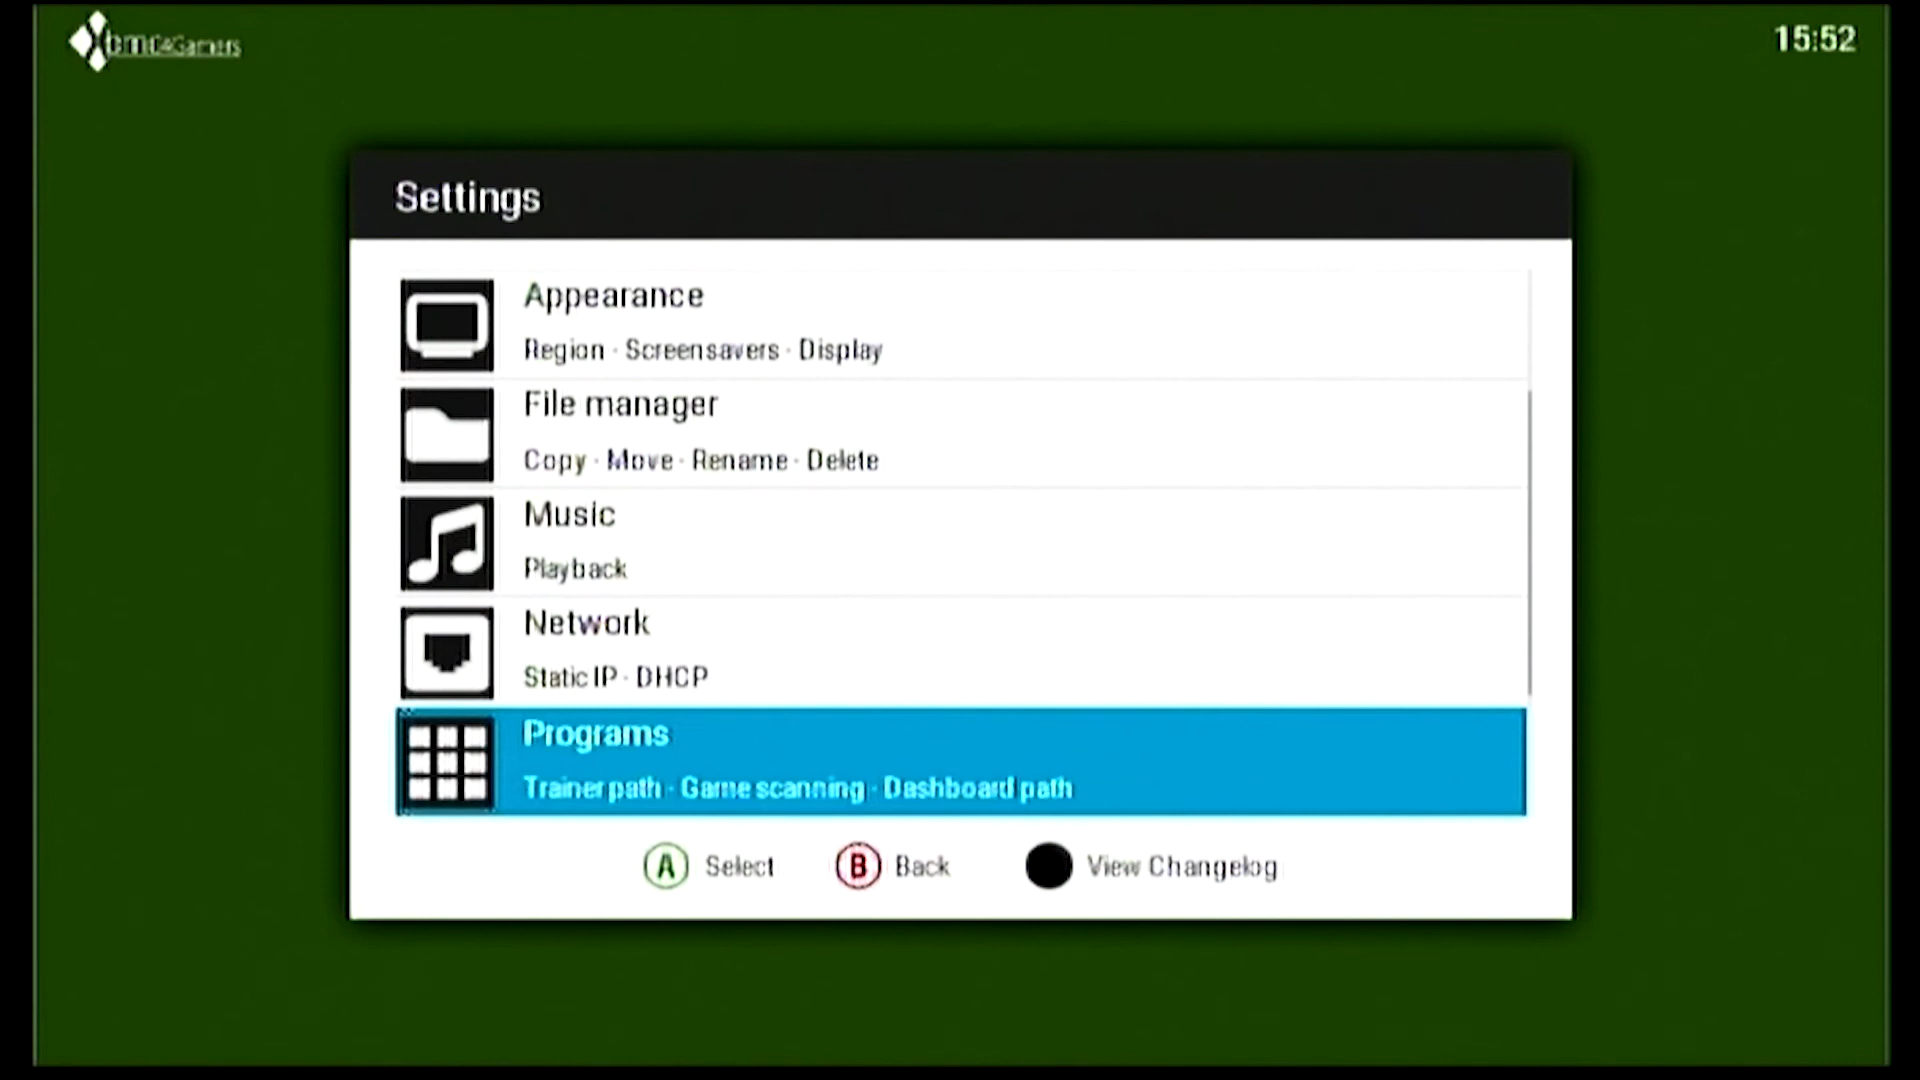 15:52
Settings
Appearance
Region · Screensavers · Display
File manager
Copy · Move · Rename · Delete
Music
Playback
Network
Static IP · DHCP
Programs
Trainer path · Game scanning · Dashboard path
A Select B Back View Changelog